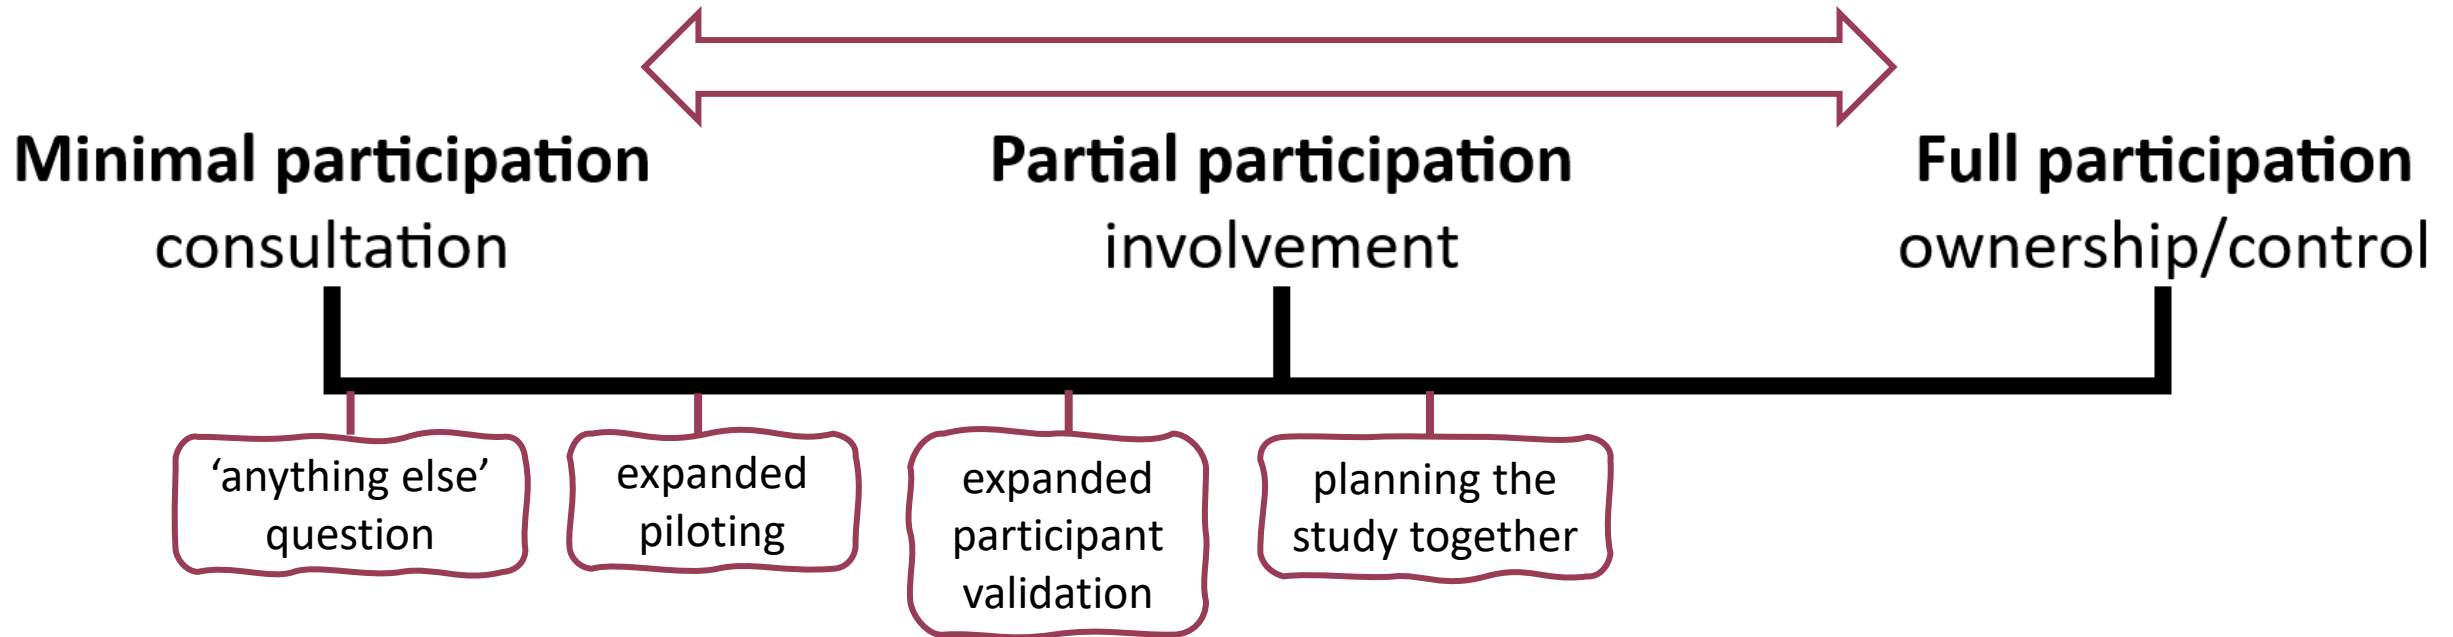 Minimal participation
consultation
Partial participation
involvement
Full participation
ownership/control
‘anything else’
question
expanded
piloting
expanded
participant
validation
planning the
study together